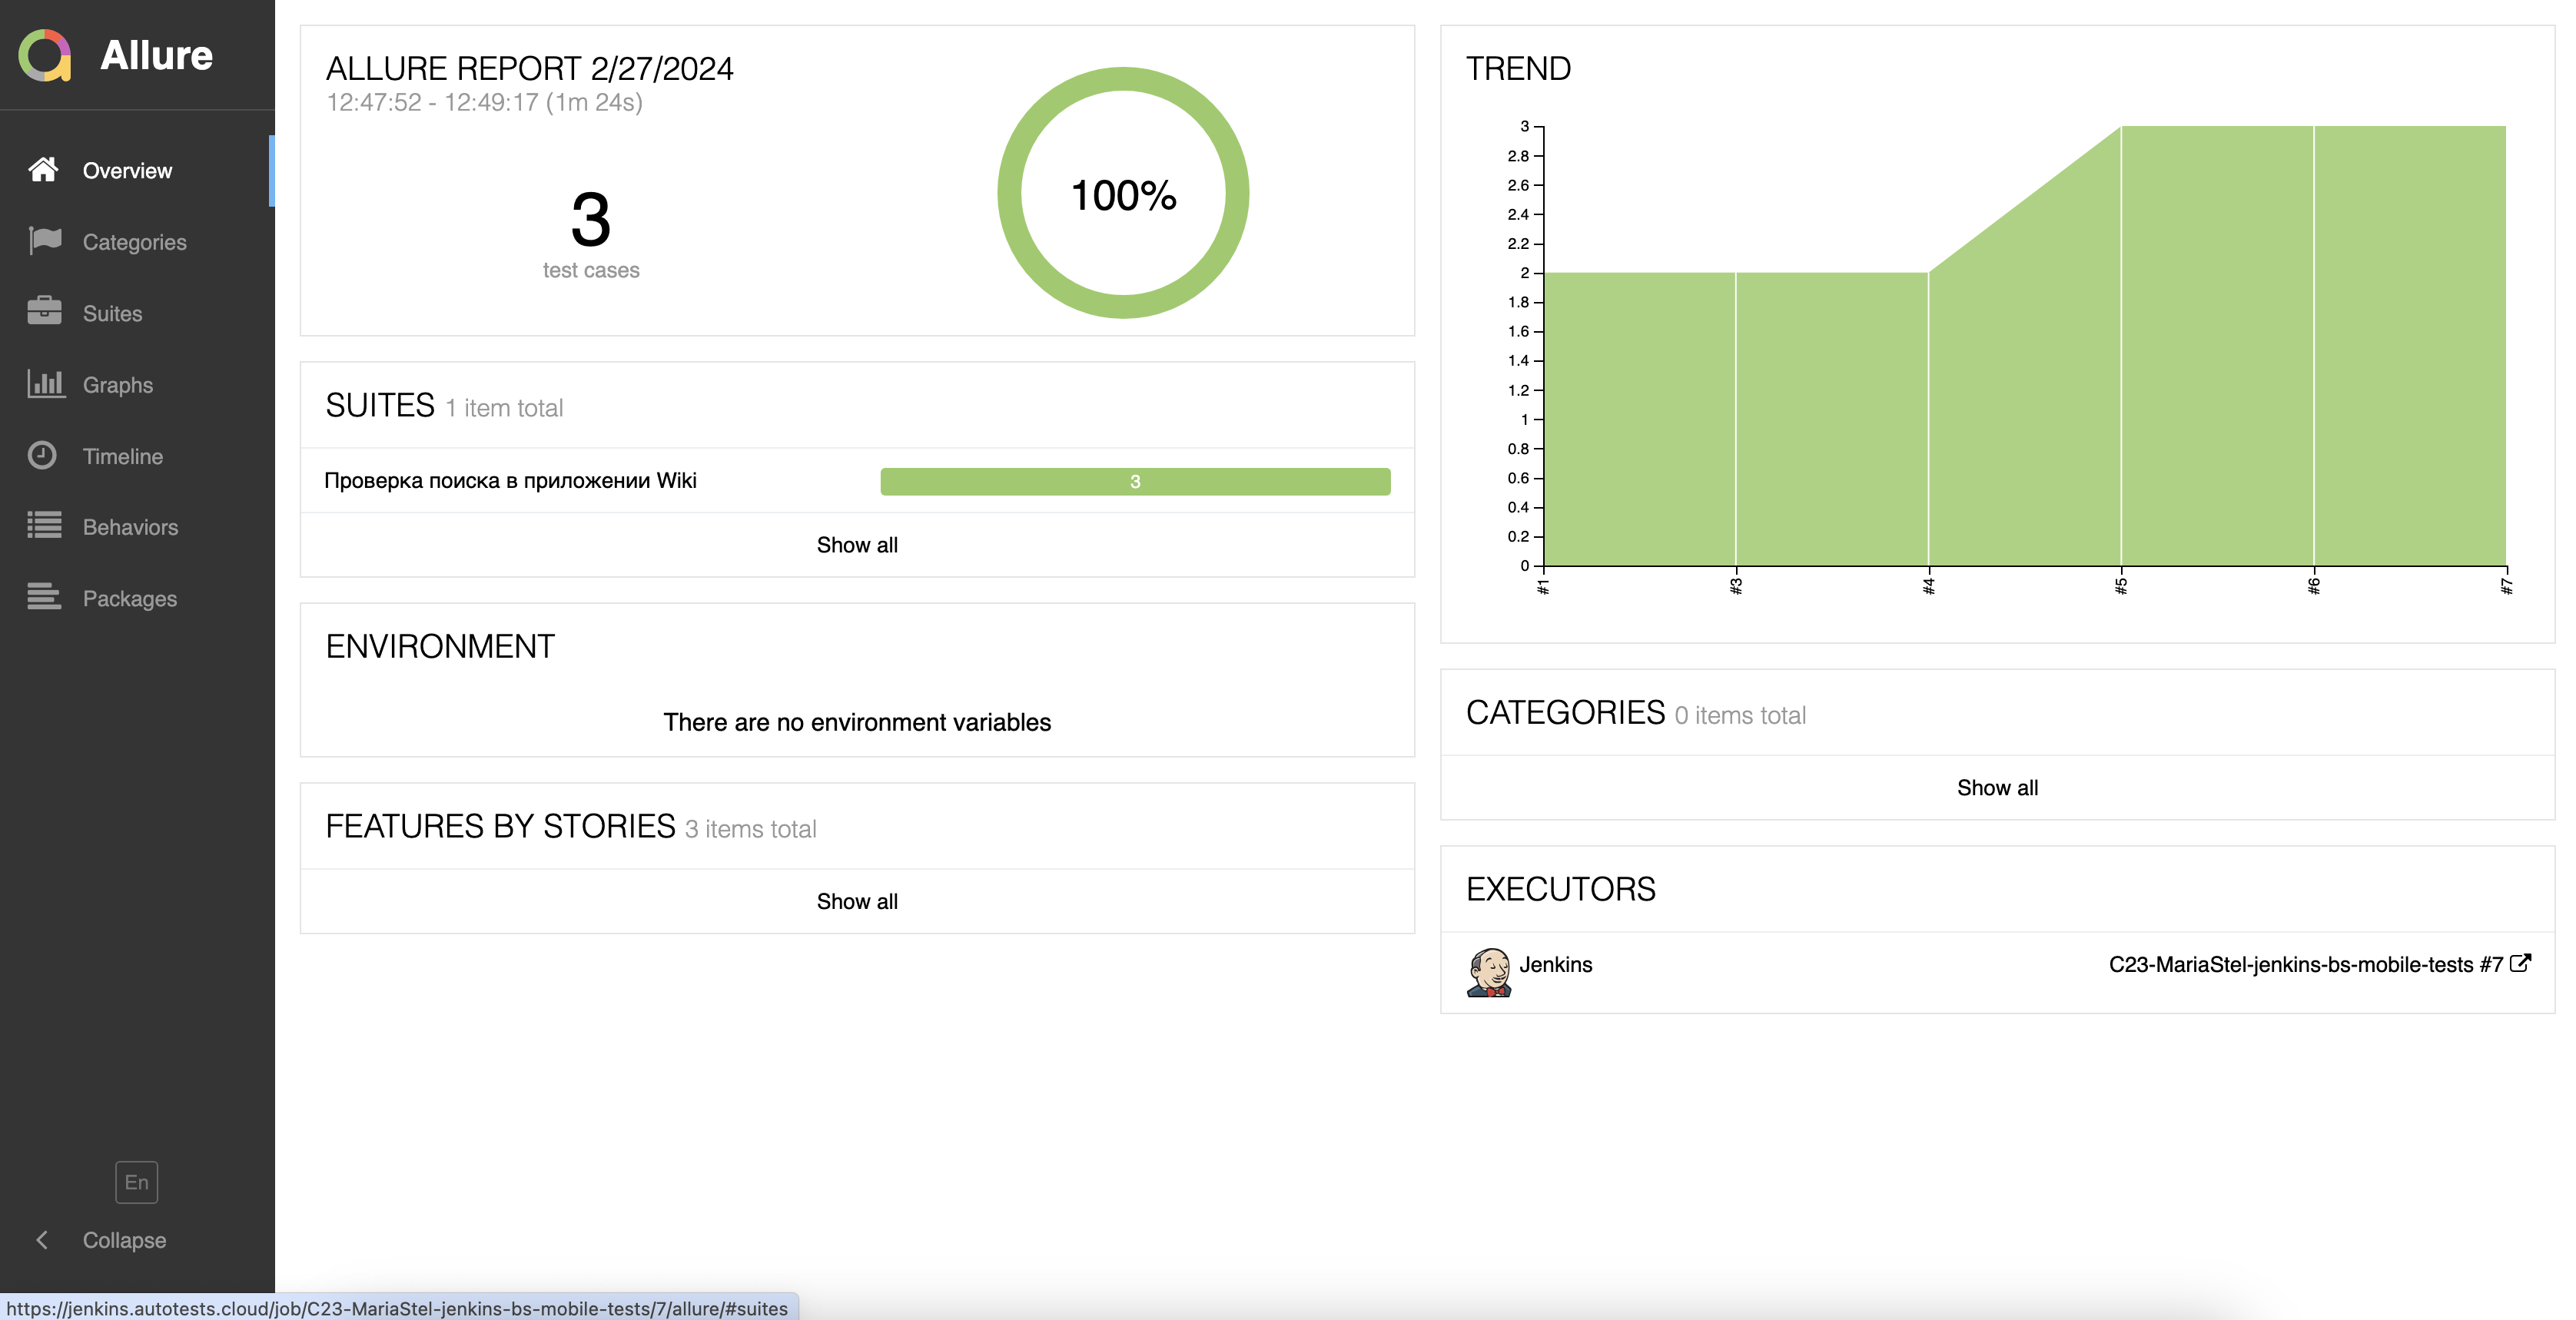 Allure
Overview
Categories
Suites
Graphs
Timeline
Behaviors
Packages
En
Collapse
ALLURE REPORT 2/27/2024
12:47:52 - 12:49:17 (1m 24s)
3
test cases
100%
SUITES 1 item total
Проверка поиска в приложении Wiki 3
Show all
ENVIRONMENT
There are no environment variables
FEATURES BY STORIES 3 items total
Show all
TREND
3
2.8
2.6
2.4
2.2
2
1.8
1.6
1.4
1.2
1
0.8
0.6
0.4
0.2
0
#1 #3 #4 #5 #6 #7
CATEGORIES 0 items total
Show all
EXECUTORS
Jenkins C23-MariaStel-jenkins-bs-mobile-tests #7
https://jenkins.autotests.cloud/job/C23-MariaStel-jenkins-bs-mobile-tests/7/allure/#suites